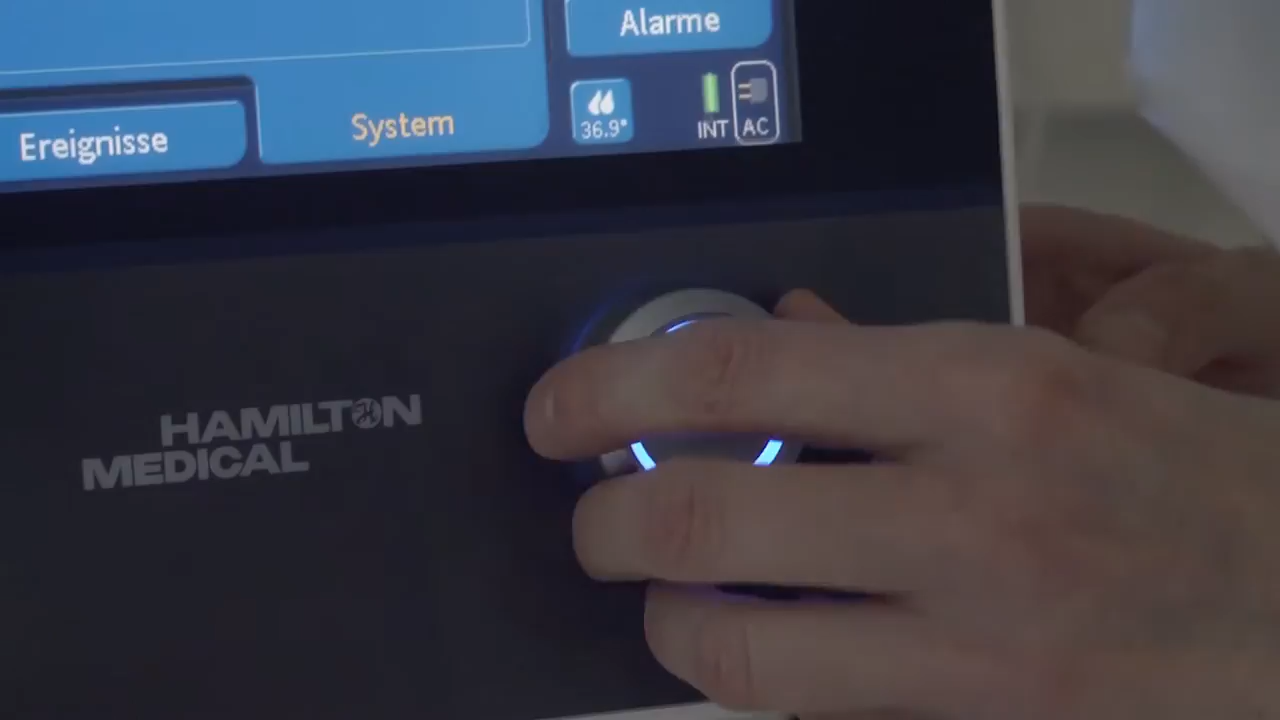 Alarme
Ereignisse
System
36.9°
INT
AC
HAMILTON
MEDICAL